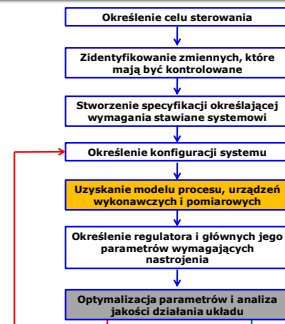 Określenie celu sterowania
Zidentyfikowanie zmiennych, które
mają być kontrolowane
Stworzenie specyfikacji określającej
wymagania stawiane systemowi
Określenie konfiguracji systemu
Uzyskanie modelu procesu, urządzeń
wykonawczych i pomiarowych
Określenie regulatora i głównych jego
parametrów wymagających
nastrojenia
Optymalizacja parametrów i analiza
jakości działania układu